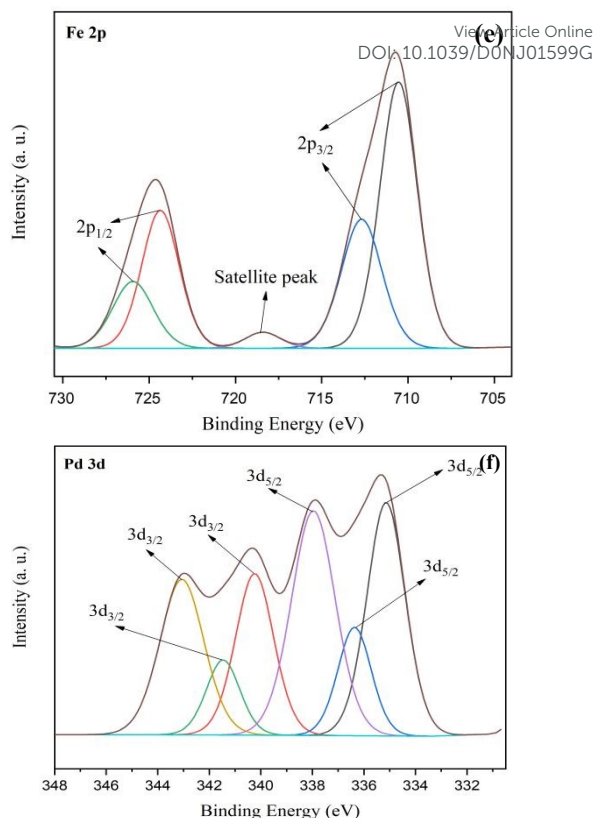 Fe 2p
(e)
View Article Online
DOI: 10.1039/D0NJ01599G
2p3/2
2p1/2
Satellite peak
Intensity (a. u.)
730 725 720 715 710 705
Binding Energy (eV)
Pd 3d
(f)
3d5/2
3d5/2
3d3/2
3d3/2
3d5/2
3d3/2
Intensity (a. u.)
348 346 344 342 340 338 336 334 332
Binding Energy (eV)